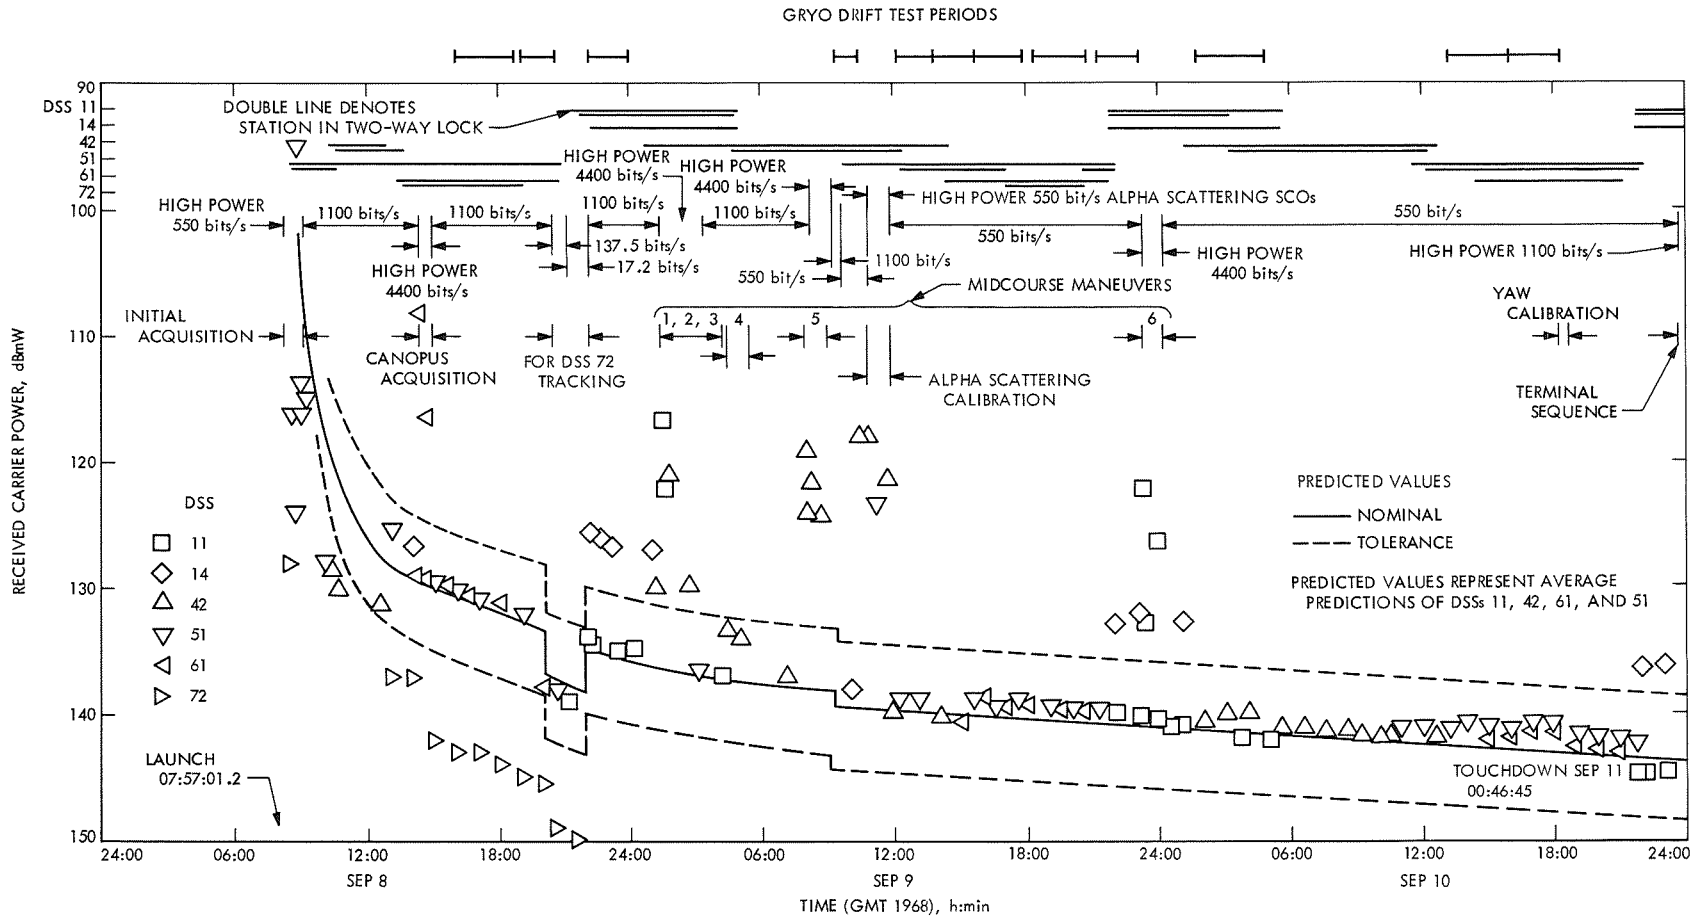 GRYO DRIFT TEST PERIODS
90
DSS 11
14
42
51
61
72
100
110
120
130
140
150
RECEIVED CARRIER POWER, dBmW
DOUBLE LINE DENOTES
STATION IN TWO-WAY LOCK
HIGH POWER
4400 bits/s
HIGH POWER
4400 bits/s
HIGH POWER 550 bit/s ALPHA SCATTERING SCOs
HIGH POWER
550 bit/s
1100 bits/s
1100 bits/s
1100 bits/s
1100 bits/s
550 bit/s
550 bit/s
137.5 bits/s
17.2 bits/s
HIGH POWER
4400 bits/s
1100 bit/s
550 bit/s
HIGH POWER
4400 bits/s
HIGH POWER 1100 bits/s
MIDCOURSE MANEUVERS
1, 2, 3
4
5
6
INITIAL
ACQUISITION
CANOPUS
ACQUISITION
FOR DSS 72
TRACKING
ALPHA SCATTERING
CALIBRATION
YAW
CALIBRATION
TERMINAL
SEQUENCE
DSS
11
14
42
51
61
72
PREDICTED VALUES
NOMINAL
TOLERANCE
PREDICTED VALUES REPRESENT AVERAGE
PREDICTIONS OF DSSs 11, 42, 61, AND 51
LAUNCH
07:57:01.2
TOUCHDOWN SEP 11
00:46:45
24:00
06:00
12:00
18:00
24:00
06:00
12:00
18:00
24:00
06:00
12:00
18:00
24:00
SEP 8
SEP 9
SEP 10
TIME (GMT 1968), h:min